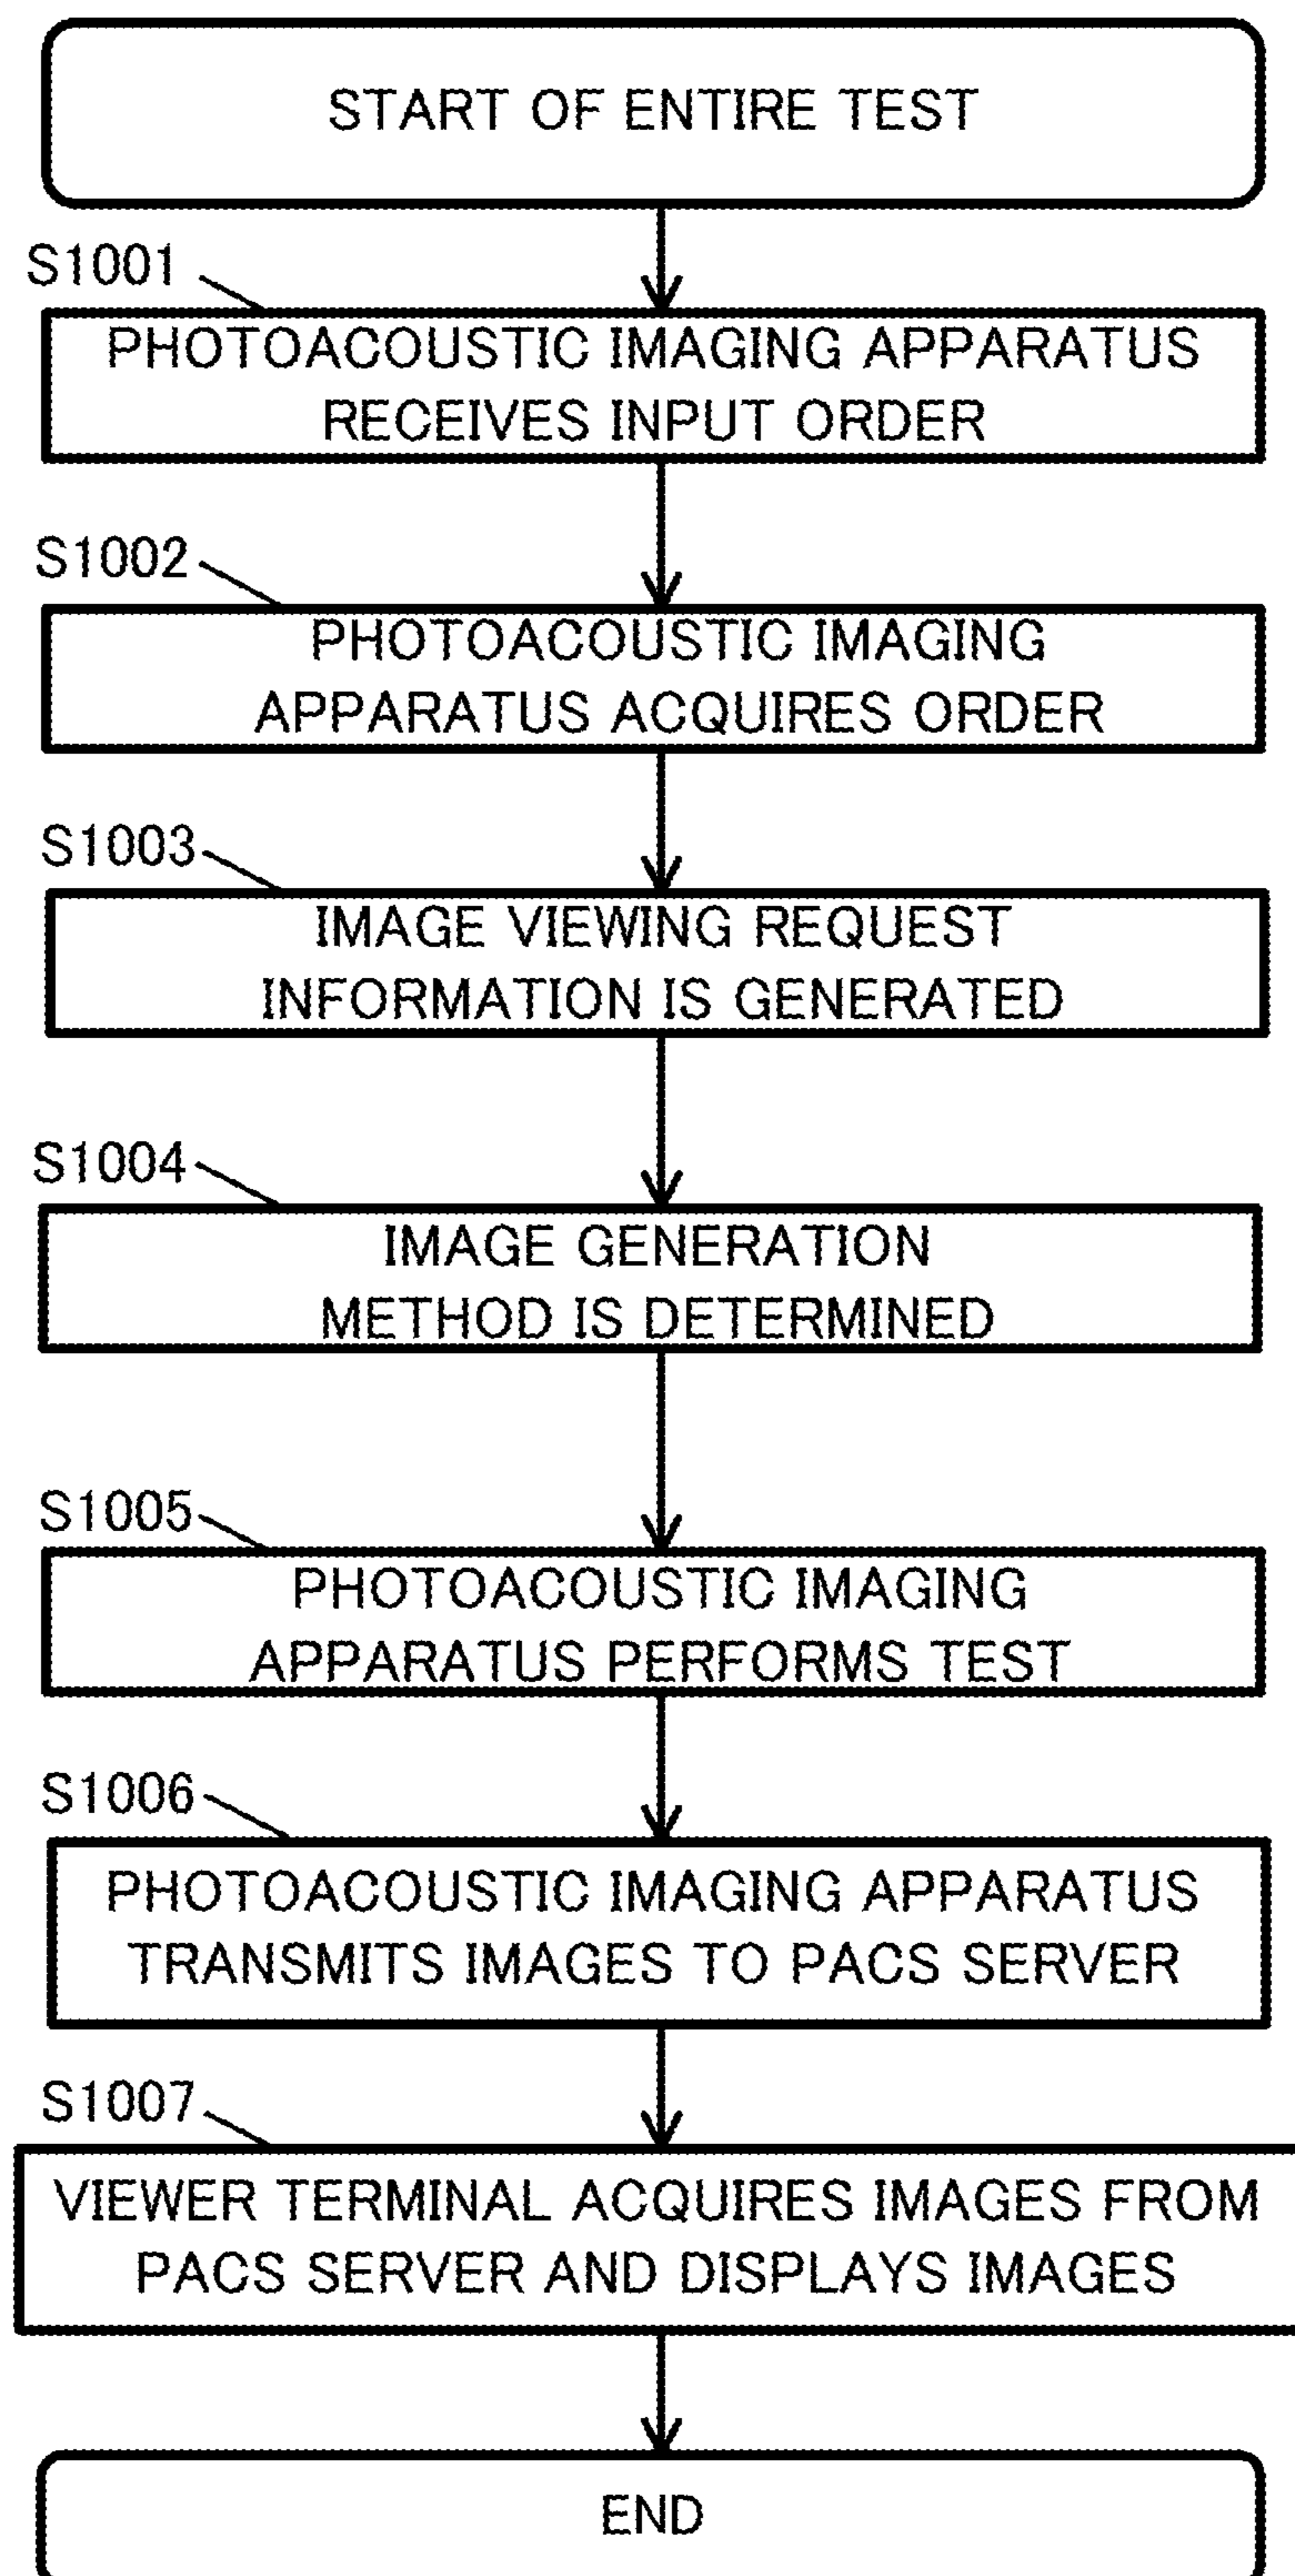 START OF ENTIRE TEST
S1001
PHOTOACOUSTIC IMAGING APPARATUS
RECEIVES INPUT ORDER
S1002
PHOTOACOUSTIC IMAGING
APPARATUS ACQUIRES ORDER
S1003
IMAGE VIEWING REQUEST
INFORMATION IS GENERATED
S1004
IMAGE GENERATION
METHOD IS DETERMINED
S1005
PHOTOACOUSTIC IMAGING
APPARATUS PERFORMS TEST
S1006
PHOTOACOUSTIC IMAGING APPARATUS
TRANSMITS IMAGES TO PACS SERVER
S1007
VIEWER TERMINAL ACQUIRES IMAGES FROM
PACS SERVER AND DISPLAYS IMAGES
END